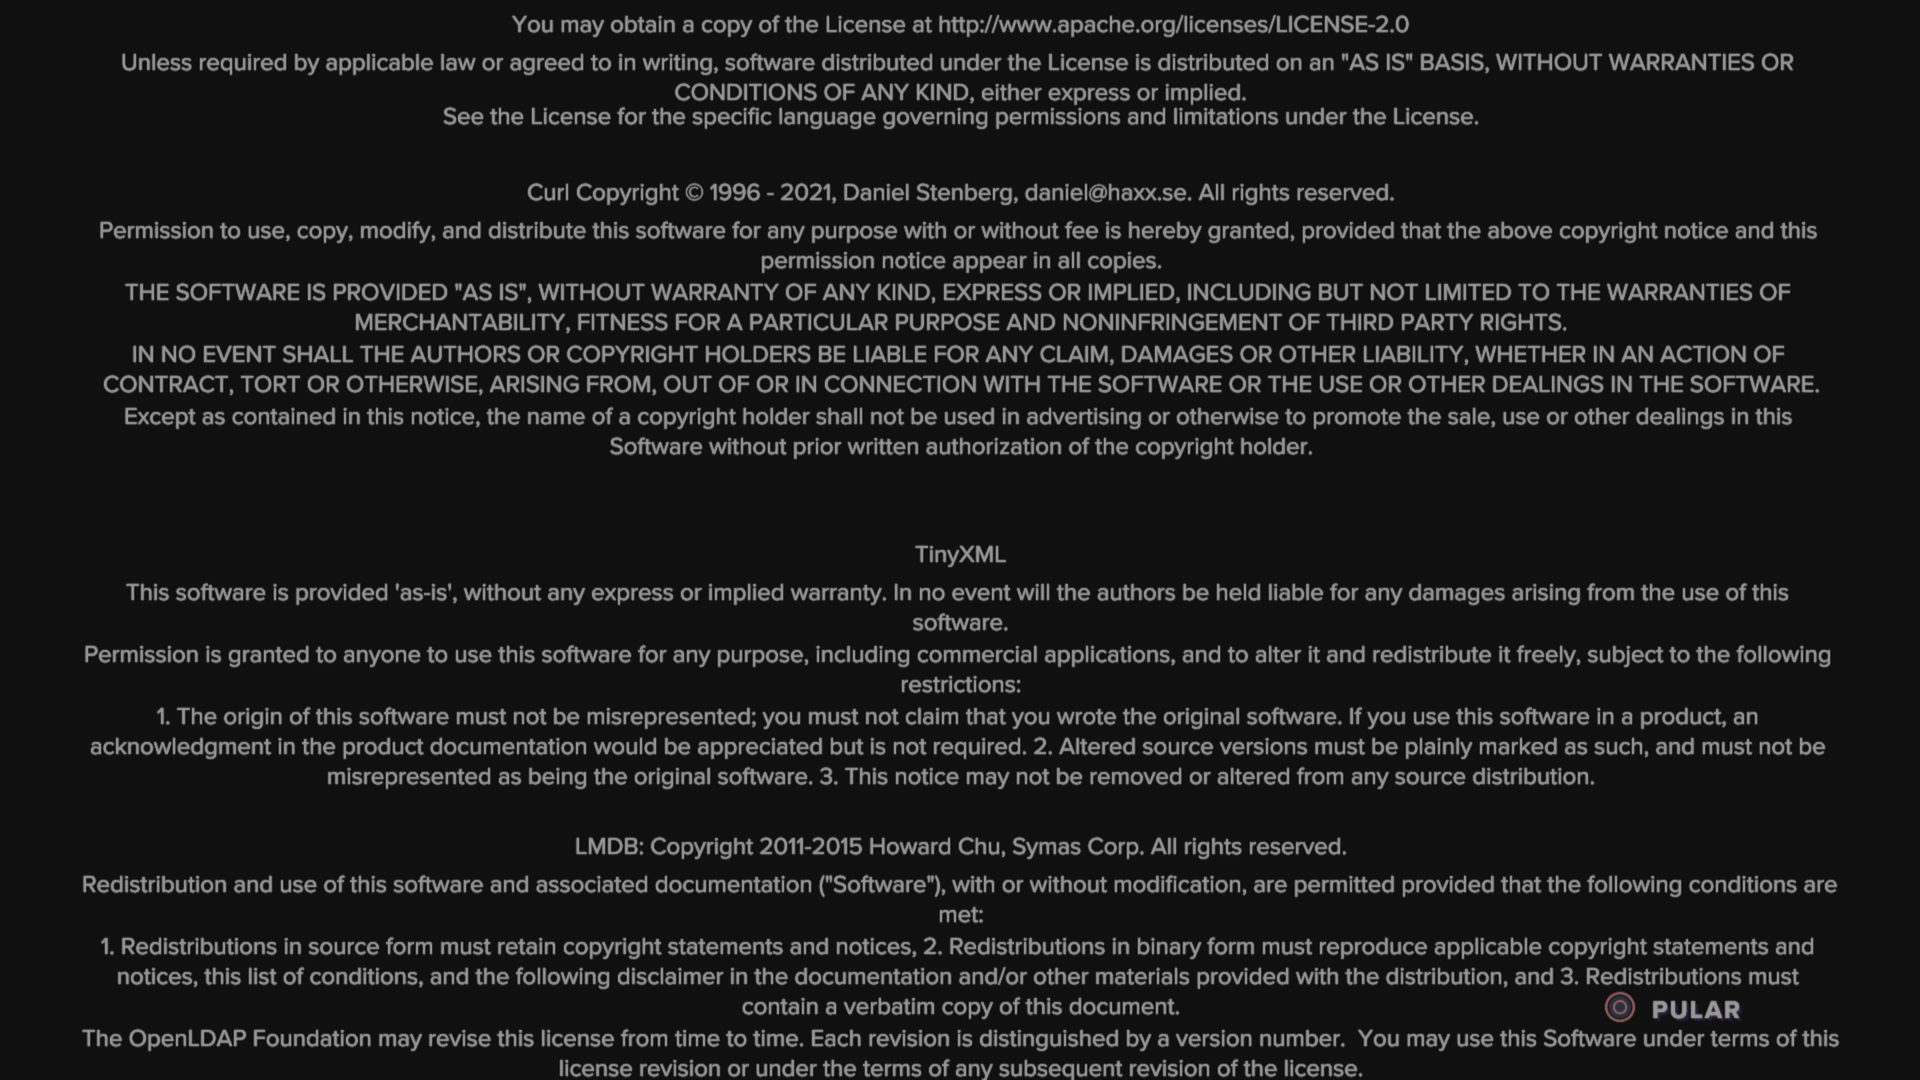 You may obtain a copy of the License at http://www.apache.org/licenses/LICENSE-2.0
Unless required by applicable law or agreed to in writing, software distributed under the License is distributed on an "AS IS" BASIS, WITHOUT WARRANTIES OR
CONDITIONS OF ANY KIND, either express or implied.
See the License for the specific language governing permissions and limitations under the License.
Curl Copyright © 1996 - 2021, Daniel Stenberg, daniel@haxx.se. All rights reserved.
Permission to use, copy, modify, and distribute this software for any purpose with or without fee is hereby granted, provided that the above copyright notice and this
permission notice appear in all copies.
THE SOFTWARE IS PROVIDED "AS IS", WITHOUT WARRANTY OF ANY KIND, EXPRESS OR IMPLIED, INCLUDING BUT NOT LIMITED TO THE WARRANTIES OF
MERCHANTABILITY, FITNESS FOR A PARTICULAR PURPOSE AND NONINFRINGEMENT OF THIRD PARTY RIGHTS.
IN NO EVENT SHALL THE AUTHORS OR COPYRIGHT HOLDERS BE LIABLE FOR ANY CLAIM, DAMAGES OR OTHER LIABILITY, WHETHER IN AN ACTION OF
CONTRACT, TORT OR OTHERWISE, ARISING FROM, OUT OF OR IN CONNECTION WITH THE SOFTWARE OR THE USE OR OTHER DEALINGS IN THE SOFTWARE.
Except as contained in this notice, the name of a copyright holder shall not be used in advertising or otherwise to promote the sale, use or other dealings in this
Software without prior written authorization of the copyright holder.
TinyXML
This software is provided 'as-is', without any express or implied warranty. In no event will the authors be held liable for any damages arising from the use of this
software.
Permission is granted to anyone to use this software for any purpose, including commercial applications, and to alter it and redistribute it freely, subject to the following
restrictions:
1. The origin of this software must not be misrepresented; you must not claim that you wrote the original software. If you use this software in a product, an
acknowledgment in the product documentation would be appreciated but is not required. 2. Altered source versions must be plainly marked as such, and must not be
misrepresented as being the original software. 3. This notice may not be removed or altered from any source distribution.
LMDB: Copyright 2011-2015 Howard Chu, Symas Corp. All rights reserved.
Redistribution and use of this software and associated documentation ("Software"), with or without modification, are permitted provided that the following conditions are
met:
1. Redistributions in source form must retain copyright statements and notices, 2. Redistributions in binary form must reproduce applicable copyright statements and
notices, this list of conditions, and the following disclaimer in the documentation and/or other materials provided with the distribution, and 3. Redistributions must
contain a verbatim copy of this document.
PULAR
The OpenLDAP Foundation may revise this license from time to time. Each revision is distinguished by a version number.  You may use this Software under terms of this
license revision or under the terms of any subsequent revision of the license.